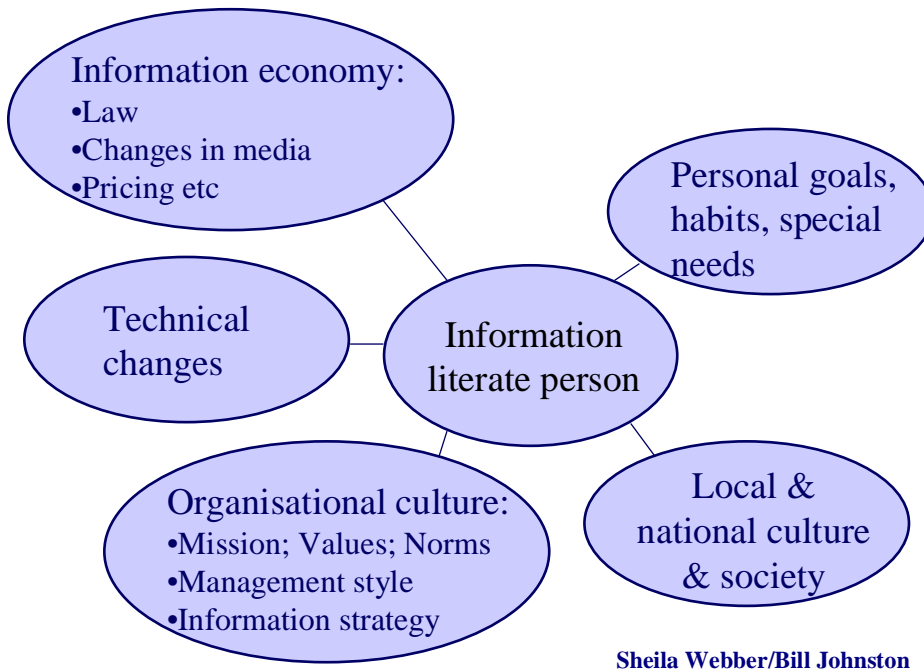 Information economy:
•Law
•Changes in media
•Pricing etc
Personal goals,
habits, special
needs
Technical
changes
Information
literate person
Organisational culture:
•Mission; Values; Norms
•Management style
•Information strategy
Local &
national culture
& society
Sheila Webber/Bill Johnston